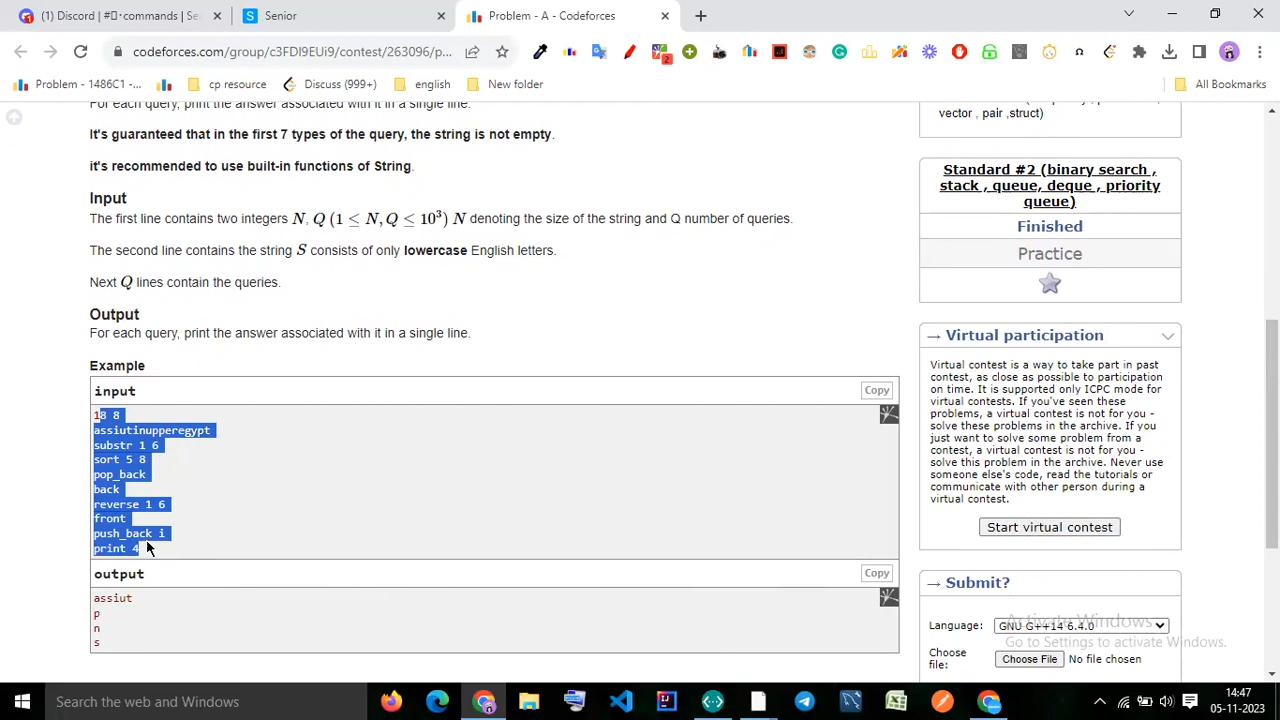 (1) Discord | #🤖・commands | Se
Senior
Problem - A - Codeforces
codeforces.com/group/c3FDI9EUi9/contest/263096/p...
Problem - 1486C1 -...
cp resource
Discuss (999+)
english
New folder
All Bookmarks
For each query, print the answer associated with it in a single line.
It's guaranteed that in the first 7 types of the query, the string is not empty.
it's recommended to use built-in functions of String.
Input
The first line contains two integers N, Q (1 ≤ N, Q ≤ 10³) N denoting the size of the string and Q number of queries.
The second line contains the string S consists of only lowercase English letters.
Next Q lines contain the queries.
Output
For each query, print the answer associated with it in a single line.
Example
input
Copy
18 8
assiutinupperegypt
substr 1 6
sort 5 8
pop_back
back
reverse 1 6
front
push_back i
print 4
output
Copy
assiut
p
n
s
vector , pair ,struct)
Standard #2 (binary search ,
stack , queue, deque , priority
queue)
Finished
Practice
→ Virtual participation
Virtual contest is a way to take part in past
contest, as close as possible to participation
on time. It is supported only ICPC mode for
virtual contests. If you've seen these
problems, a virtual contest is not for you -
solve these problems in the archive. If you
just want to solve some problem from a
contest, a virtual contest is not for you -
solve this problem in the archive. Never use
someone else's code, read the tutorials or
communicate with other person during a
virtual contest.
Start virtual contest
→ Submit?
Language:
GNU G++14 6.4.0
Choose
file:
Choose File
No file chosen
Activate Windows
Go to Settings to activate Windows.
Search the web and Windows
14:47
05-11-2023